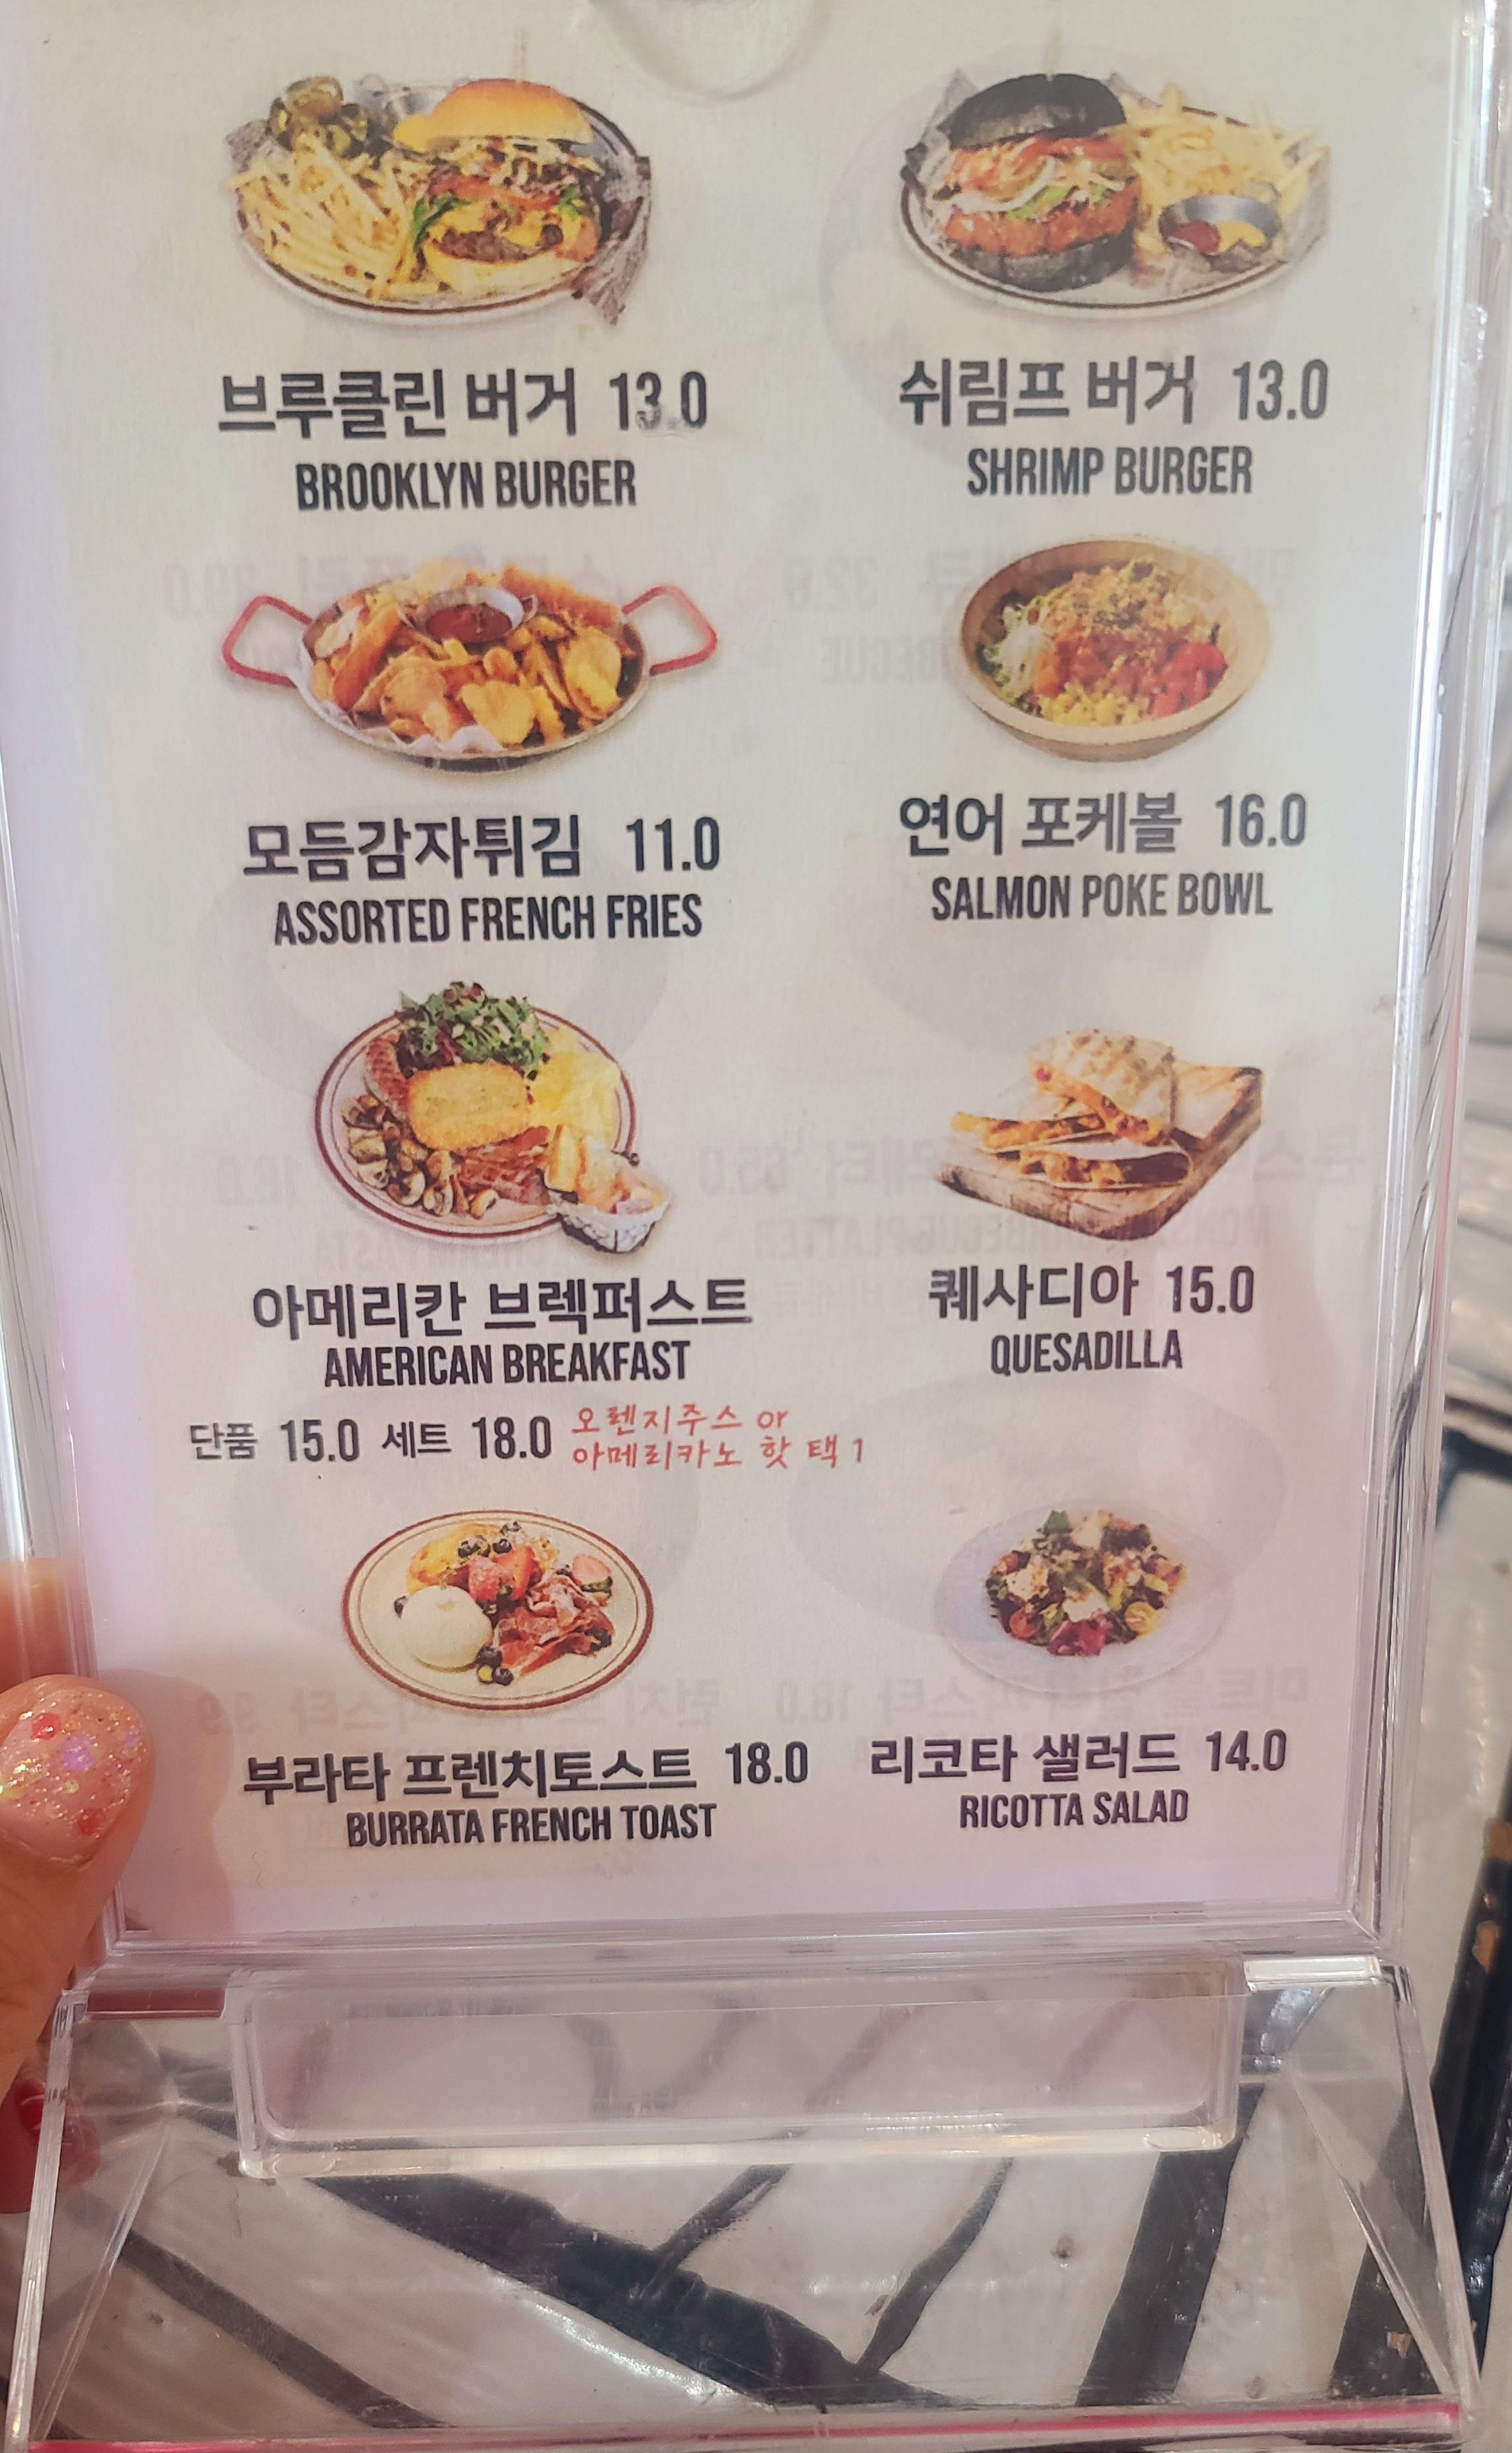 브루클린 버거 13.0
BROOKLYN BURGER
쉬림프 버거 13.0
SHRIMP BURGER
모듬감자튀김 11.0
ASSORTED FRENCH FRIES
연어 포케볼 16.0
SALMON POKE BOWL
아메리칸 브렉퍼스트
AMERICAN BREAKFAST
단품 15.0 세트 18.0 오렌지주스 or
아메리카노 핫 택 1
퀘사디아 15.0
QUESADILLA
부라타 프렌치토스트 18.0
BURRATA FRENCH TOAST
리코타 샐러드 14.0
RICOTTA SALAD